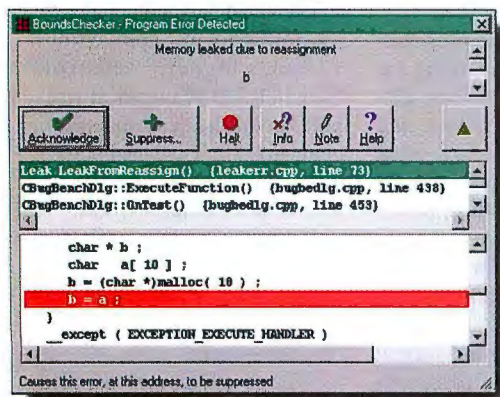 BoundsChecker - Program Error Detected
Memory leaked due to reassignment
b
Acknowledge Suppress... Halt Info Note Help
Leak LeakFromReassign() {leakerr.cpp, line 73}
CBugBenchDlg::ExecuteFunction() {bugbedlg.cpp, line 438}
CBugBenchDlg::OnTest() {bugbedlg.cpp, line 453}
char * b ;
char a[ 10 ] ;
b = (char *)malloc( 10 ) ;
b = a ;
}
__except ( EXCEPTION_EXECUTE_HANDLER )
Causes this error, at this address, to be suppressed